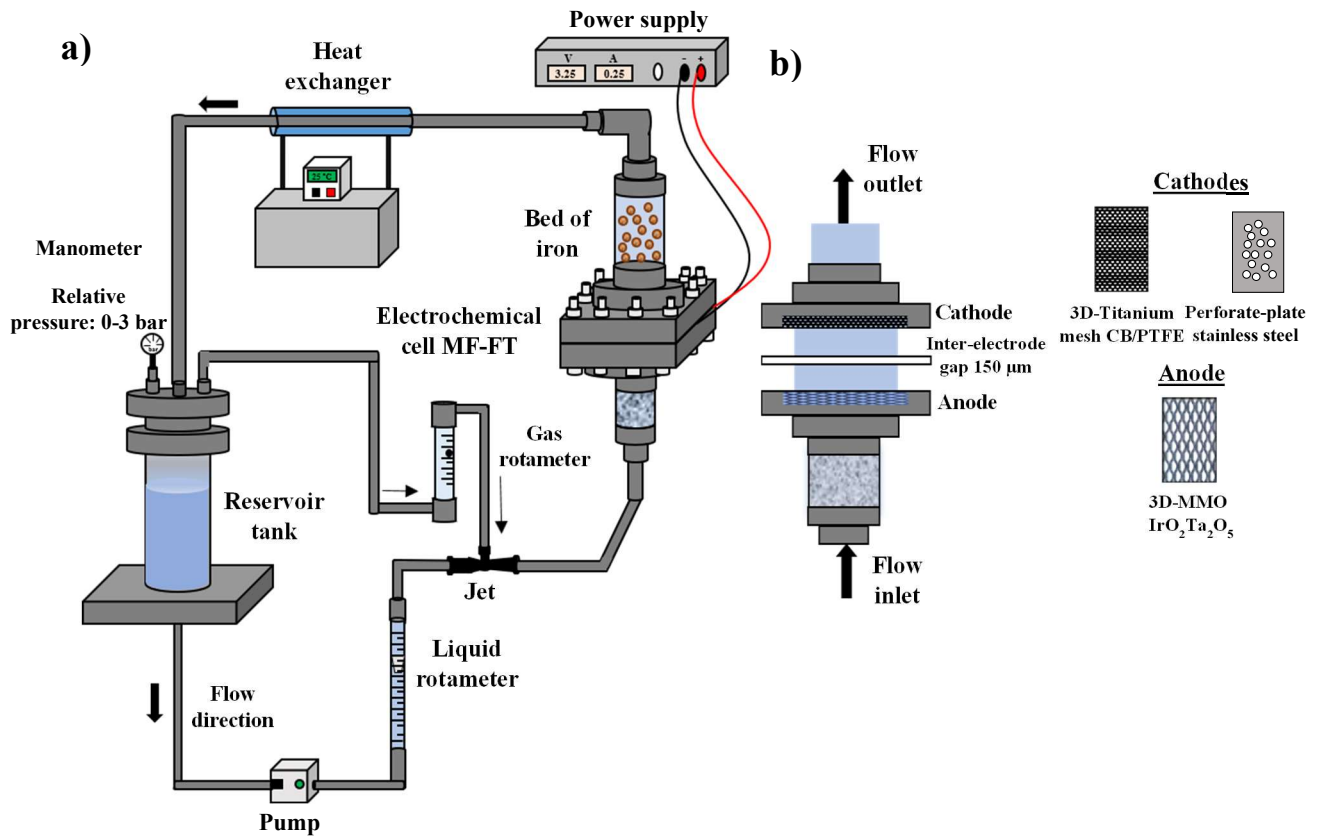 a)
Power supply
V
A
-
+
3.25
0.25
Heat
exchanger
25 °C
Manometer
Relative
pressure: 0-3 bar
bar
Bed of
iron
Electrochemical
cell MF-FT
Gas
rotameter
Reservoir
tank
Jet
Liquid
rotameter
Flow
direction
Pump
b)
Flow
outlet
Cathode
Inter-electrode
gap 150 μm
Anode
Flow
inlet
Cathodes
3D-Titanium
mesh CB/PTFE
Perforate-plate
stainless steel
Anode
3D-MMO
IrO₂Ta₂O₅